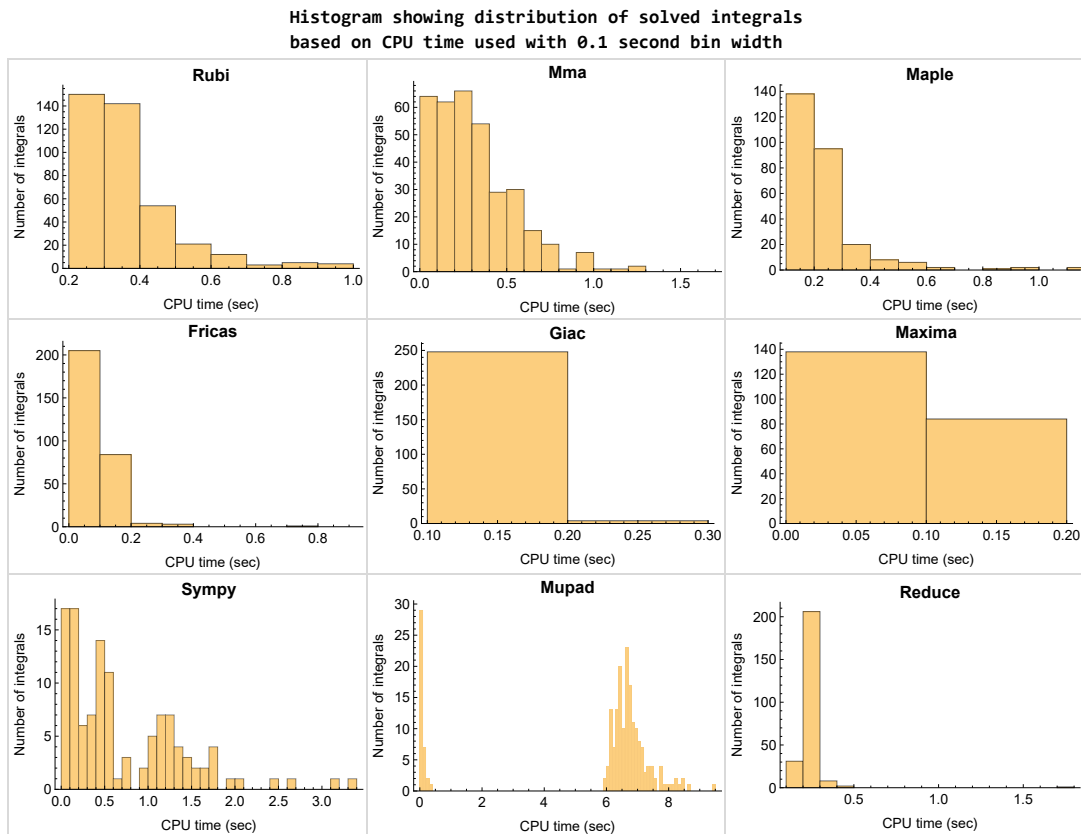 Histogram showing distribution of solved integrals
based on CPU time used with 0.1 second bin width
Rubi
Number of integrals
140
120
100
80
60
40
20
0
0.2 0.4 0.6 0.8 1.0
CPU time (sec)
Mma
Number of integrals
60
50
40
30
20
10
0
0.0 0.5 1.0 1.5
CPU time (sec)
Maple
Number of integrals
140
120
100
80
60
40
20
0
0.2 0.4 0.6 0.8 1.0
CPU time (sec)
Fricas
Number of integrals
200
150
100
50
0
0.0 0.2 0.4 0.6 0.8
CPU time (sec)
Giac
Number of integrals
250
200
150
100
50
0
0.10 0.15 0.20 0.25 0.30
CPU time (sec)
Maxima
Number of integrals
140
120
100
80
60
40
20
0
0.00 0.05 0.10 0.15 0.20
CPU time (sec)
Sympy
Number of integrals
15
10
5
0
0.0 0.5 1.0 1.5 2.0 2.5 3.0
CPU time (sec)
Mupad
Number of integrals
30
25
20
15
10
5
0
0 2 4 6 8
CPU time (sec)
Reduce
Number of integrals
200
150
100
50
0
0.5 1.0 1.5
CPU time (sec)